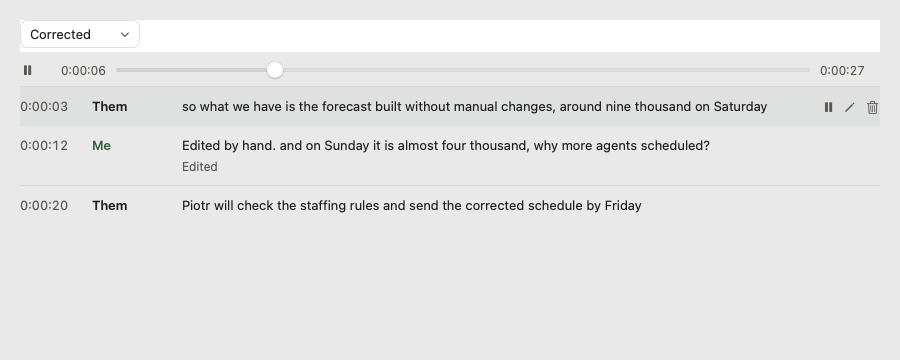 Corrected
0:00:06 0:00:27
0:00:03 Them so what we have is the forecast built without manual changes, around nine thousand on Saturday
0:00:12 Me Edited by hand. and on Sunday it is almost four thousand, why more agents scheduled?
Edited
0:00:20 Them Piotr will check the staffing rules and send the corrected schedule by Friday